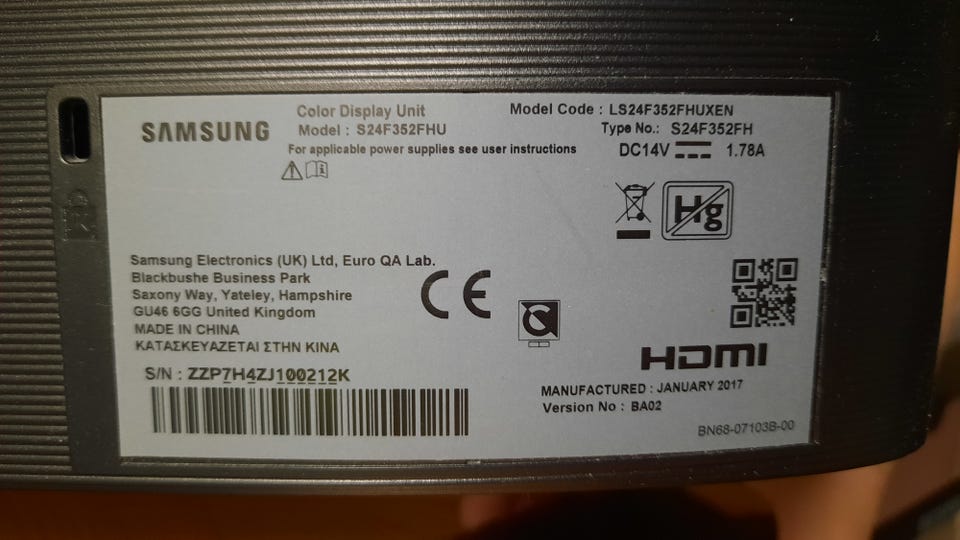 SAMSUNG
Color Display Unit
Model : S24F352FHU
For applicable power supplies see user instructions
Model Code : LS24F352FHUXEN
Type No.: S24F352FH
DC14V 1.78A
Hg
Samsung Electronics (UK) Ltd, Euro QA Lab.
Blackbushe Business Park
Saxony Way, Yateley, Hampshire
GU46 6GG United Kingdom
MADE IN CHINA
ΚΑΤΑΣΚΕΥΑΖΕΤΑΙ ΣΤΗΝ ΚΙΝΑ
S/N : ZZP7H4ZJ100212K
CE
HDMI
MANUFACTURED : JANUARY 2017
Version No : BA02
BN68-07103B-00